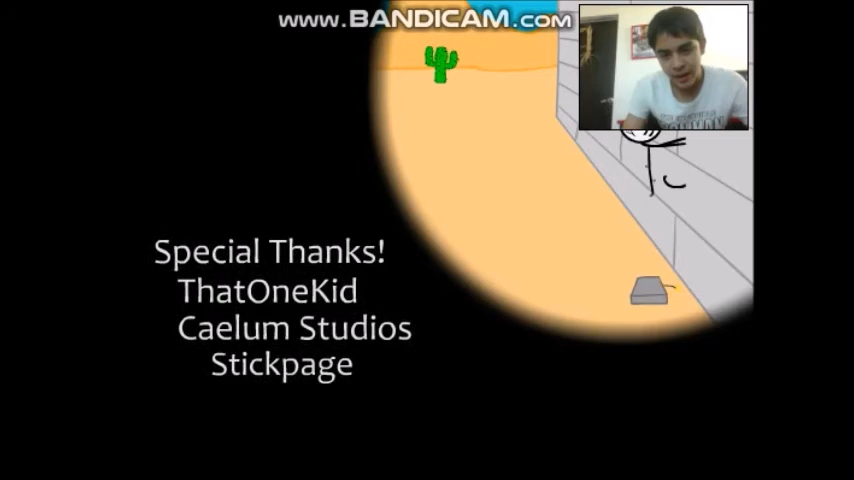 WWW.BANDICAM.COM
Special Thanks!
ThatOneKid
Caelum Studios
Stickpage